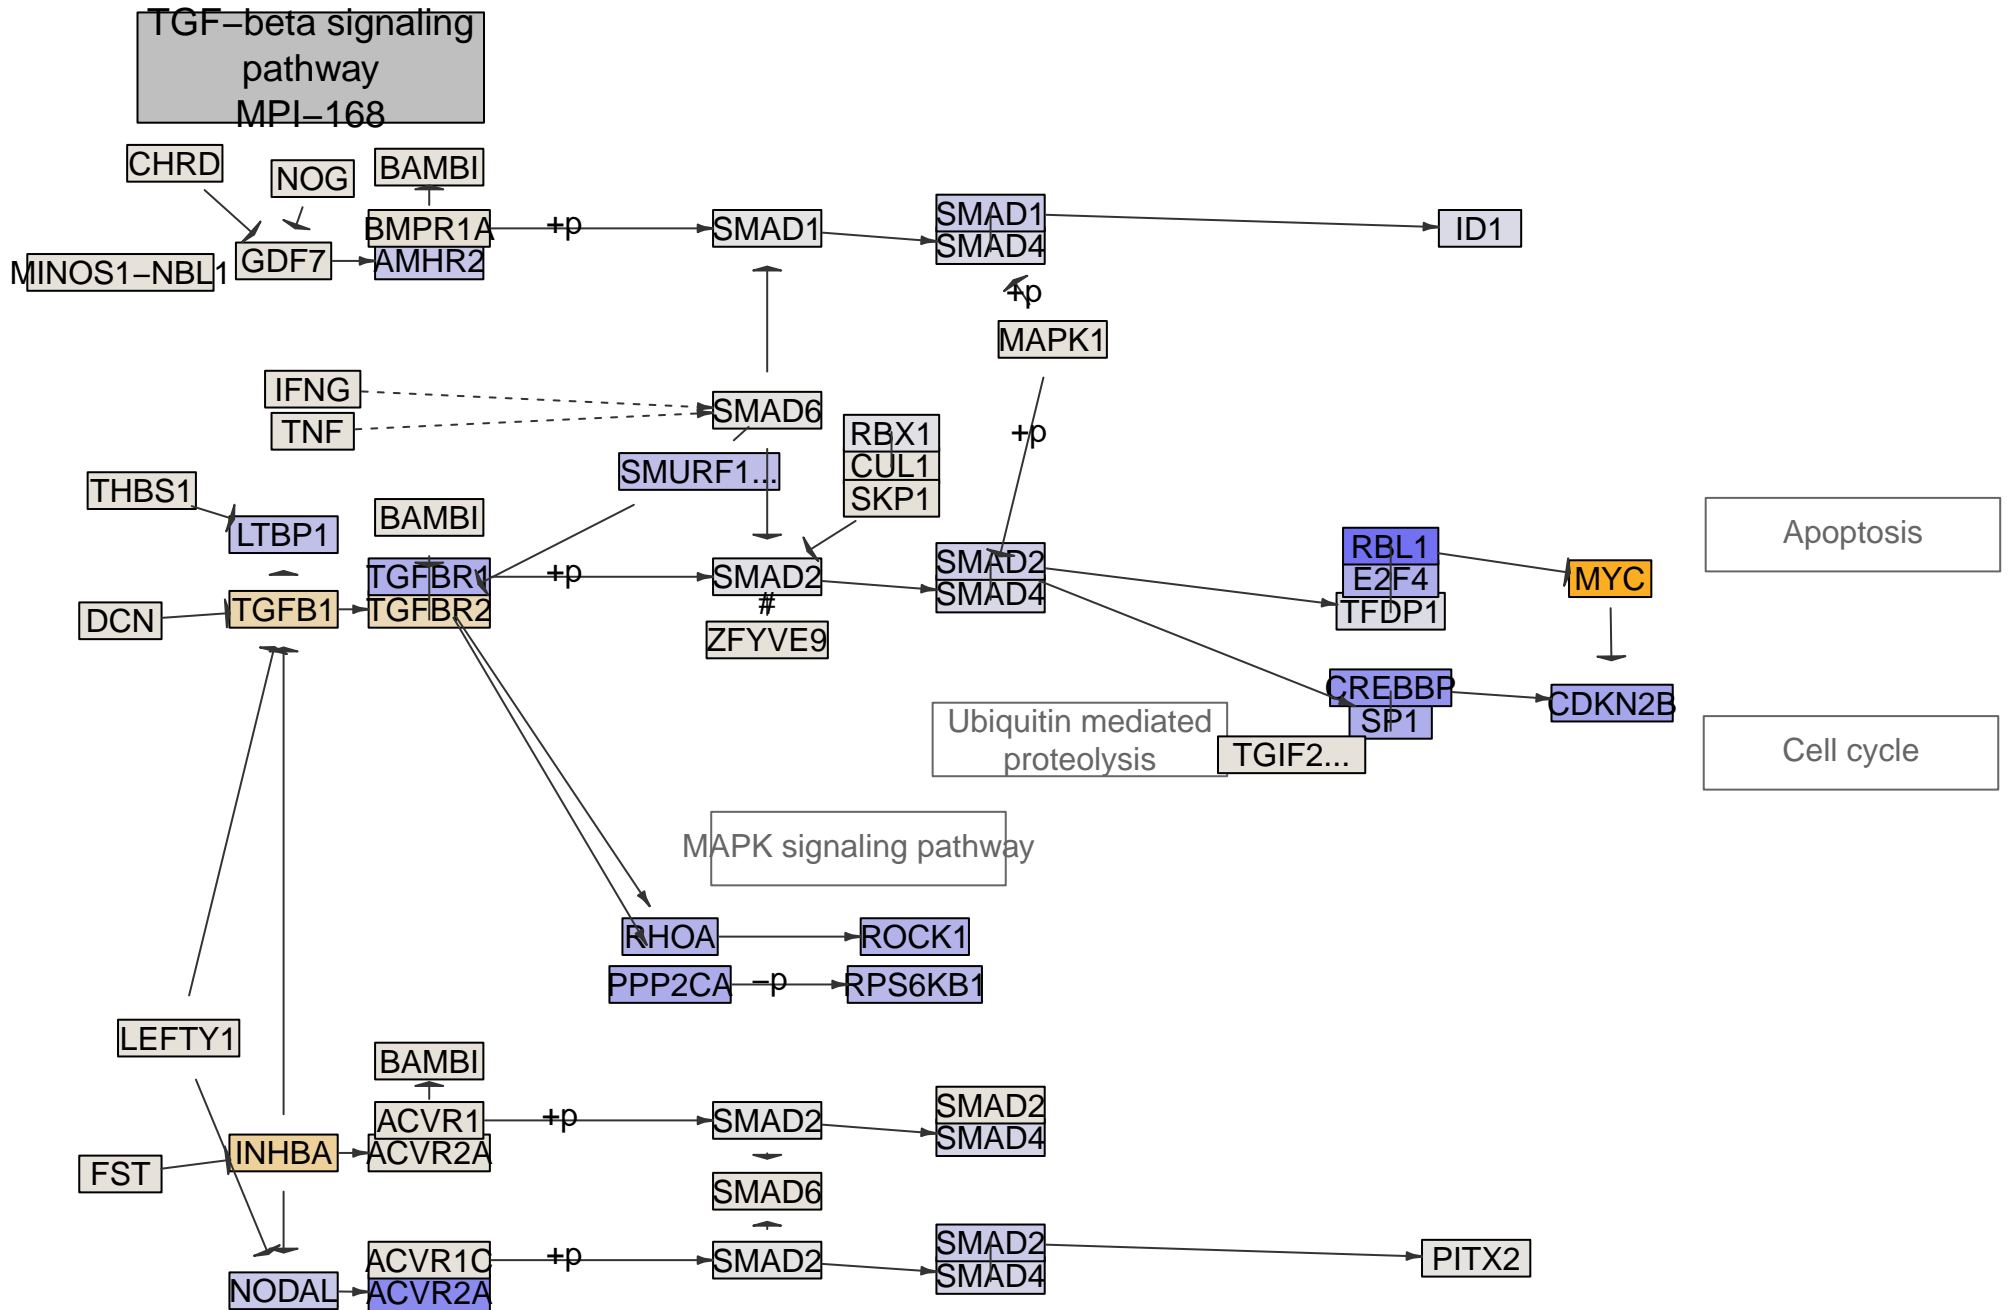 TGF−beta signaling
pathway
MPI−168
CHRD
NOG
BAMBI
BMPR1A
+p
SMAD1
SMAD1
SMAD4
ID1
MINOS1−NBL1
GDF7
AMHR2
+p
MAPK1
IFNG
TNF
SMAD6
RBX1
CUL1
SKP1
+p
SMURF1...
THBS1
LTBP1
BAMBI
Apoptosis
TGFBR1
TGFBR2
+p
SMAD2
#
ZFYVE9
SMAD2
SMAD4
RBL1
E2F4
TFDP1
MYC
DCN
TGFB1
CREBBP
SP1
CDKN2B
Ubiquitin mediated
proteolysis
TGIF2...
Cell cycle
MAPK signaling pathway
RHOA
ROCK1
PPP2CA
−p
RPS6KB1
LEFTY1
BAMBI
ACVR1
ACVR2A
+p
SMAD2
SMAD2
SMAD4
INHBA
FST
SMAD6
ACVR1C
ACVR2A
+p
SMAD2
SMAD2
SMAD4
PITX2
NODAL